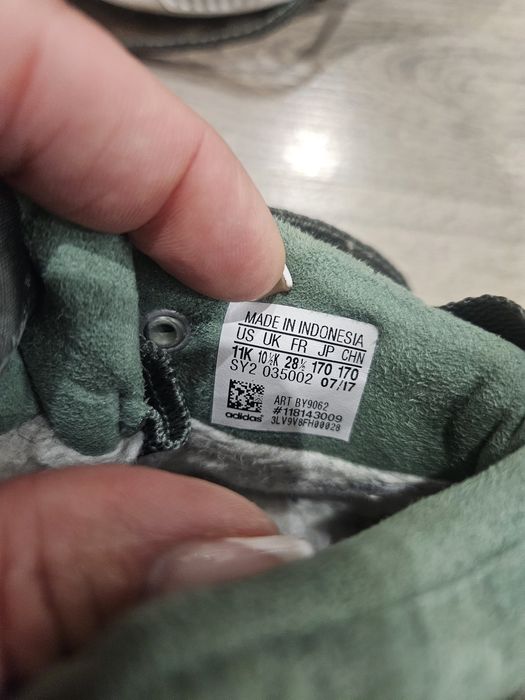 MADE IN INDONESIA
US UK FR JP CHN
11K 10½K 28½ 170 170
SY2 035002 07/17
ART BY9062
#118143009
adidas 3LV9V8FH00028